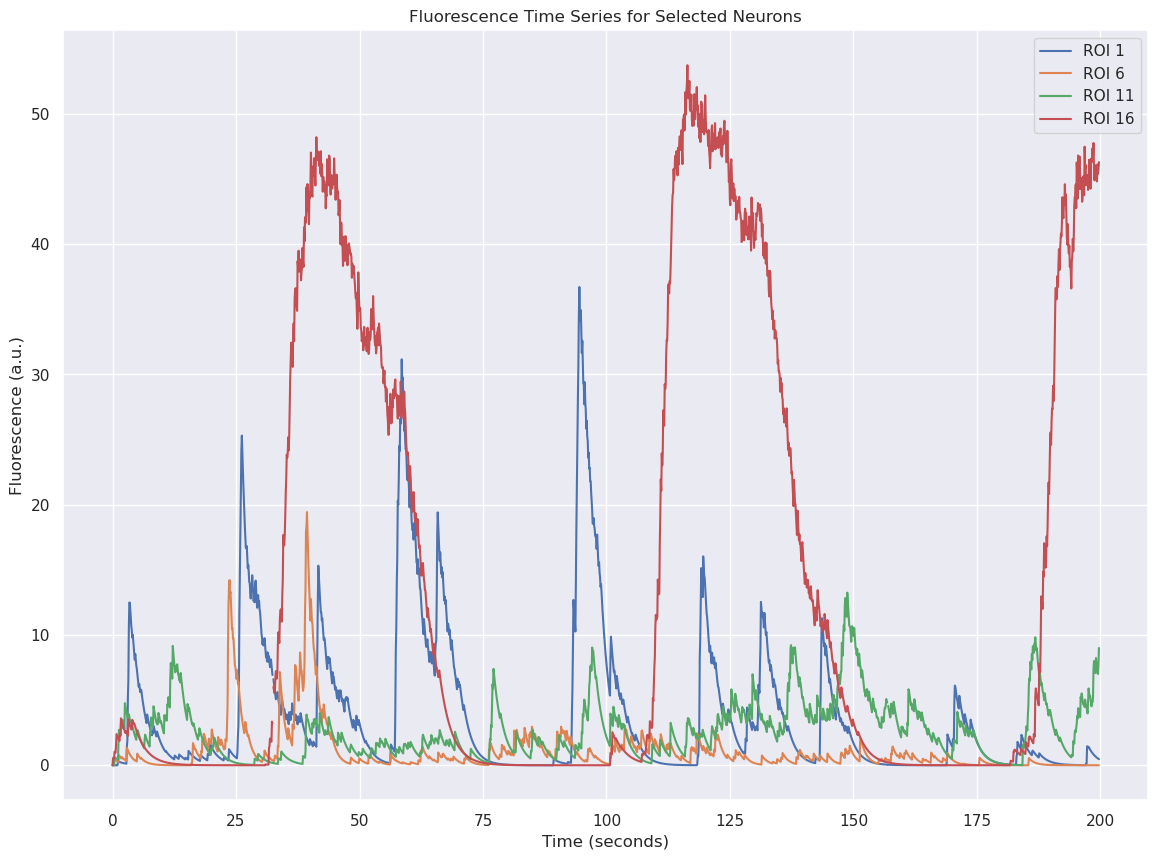 Fluorescence Time Series for Selected Neurons
ROI 1
ROI 6
ROI 11
ROI 16
50
40
30
20
10
0
Fluorescence (a.u.)
0 25 50 75 100 125 150 175 200
Time (seconds)